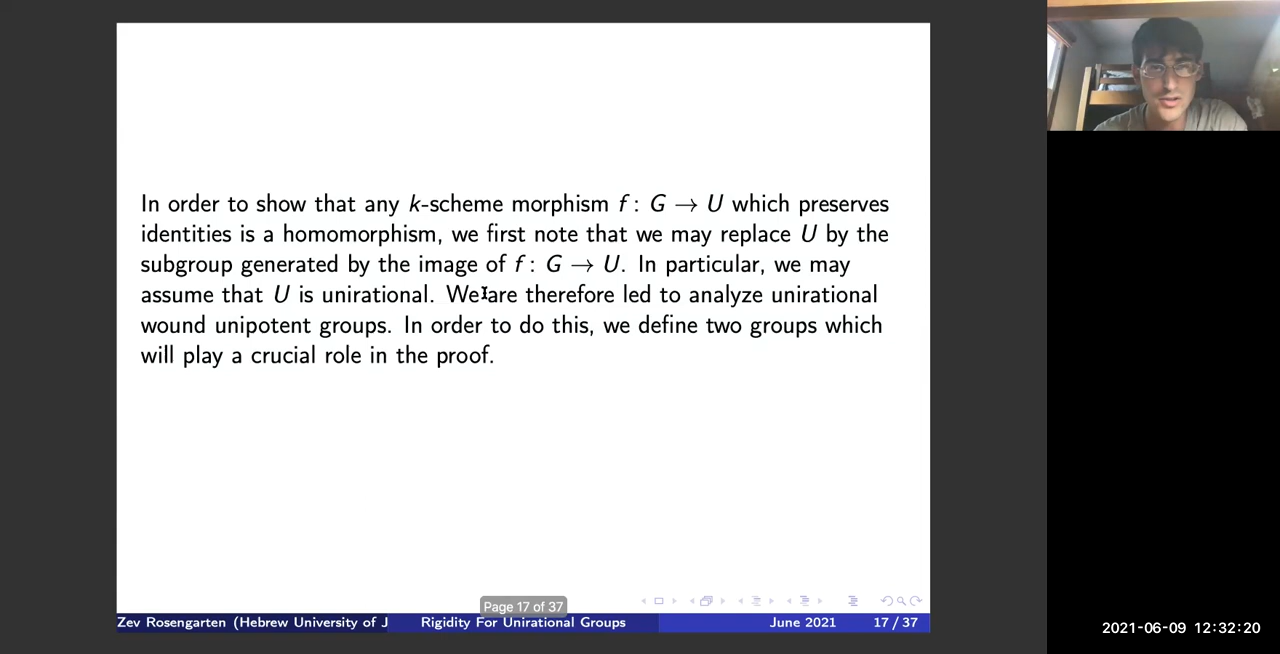 In order to show that any k-scheme morphism f : G → U which preserves
identities is a homomorphism, we first note that we may replace U by the
subgroup generated by the image of f : G → U. In particular, we may
assume that U is unirational. We are therefore led to analyze unirational
wound unipotent groups. In order to do this, we define two groups which
will play a crucial role in the proof.
Page 17 of 37
Zev Rosengarten (Hebrew University of J
Rigidity For Unirational Groups
June 2021
17 / 37
2021-06-09 12:32:20